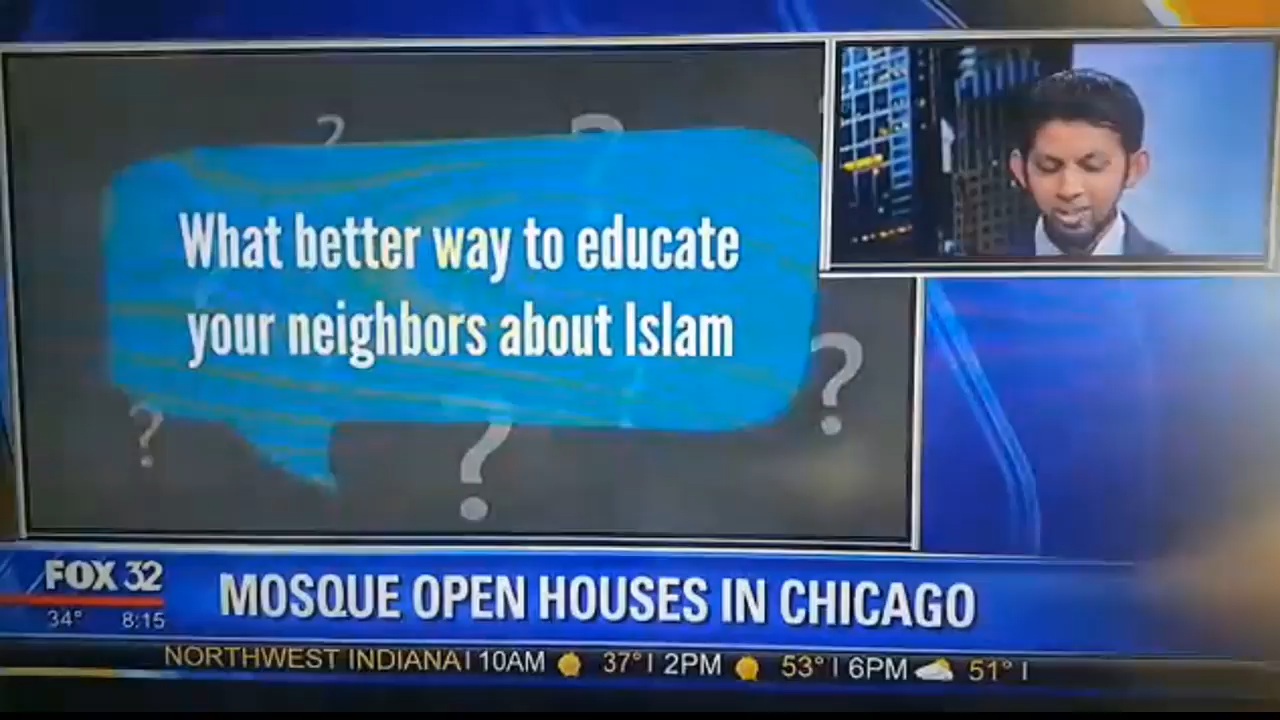 What better way to educate
your neighbors about Islam
FOX 32
MOSQUE OPEN HOUSES IN CHICAGO
34° 8:15
NORTHWEST INDIANA | 10AM 37° | 2PM 53° | 6PM 51° |